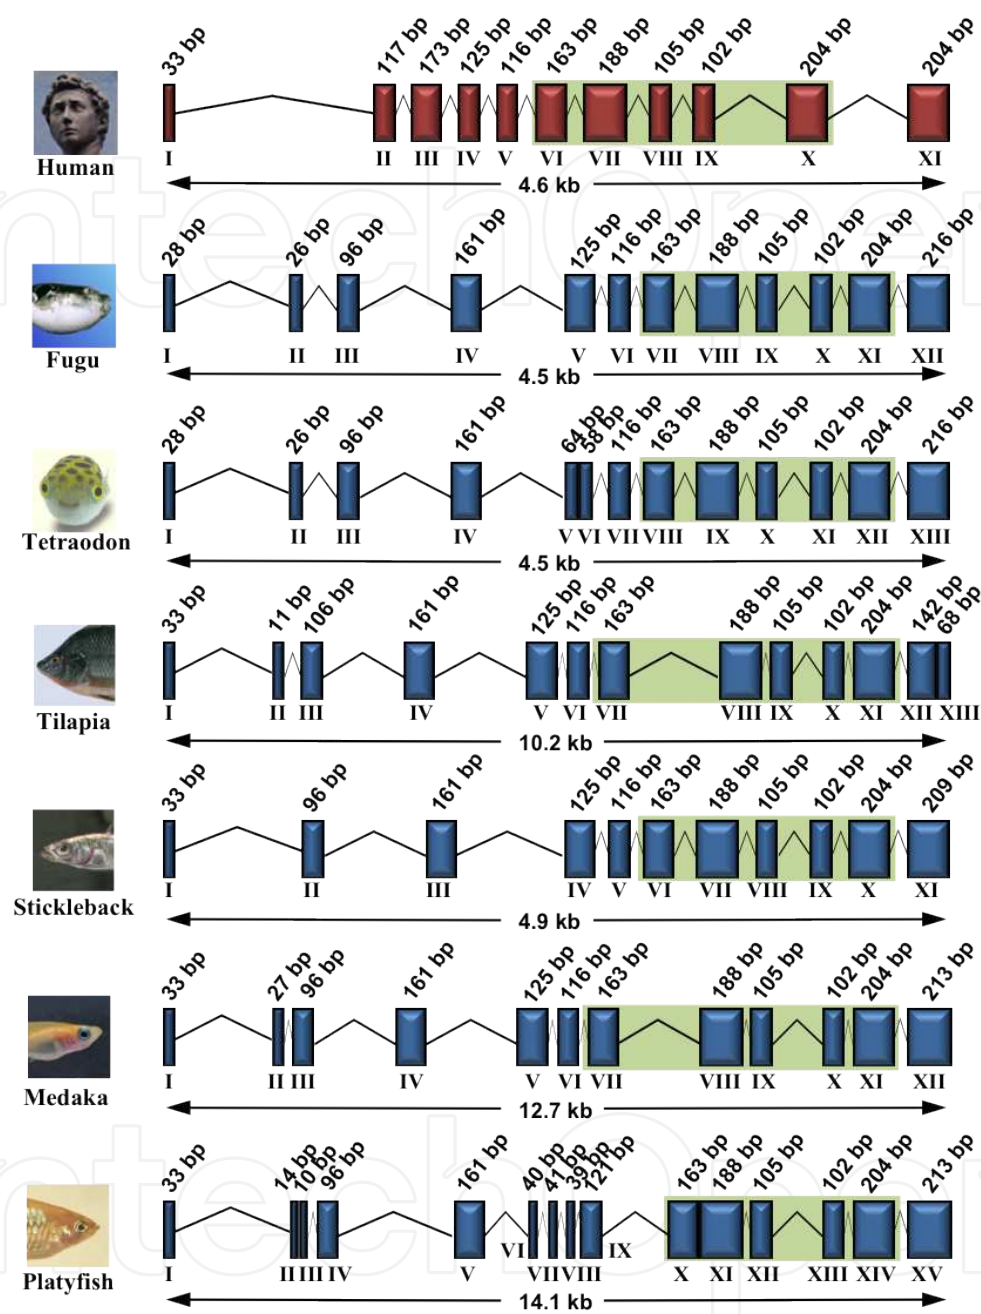 33 bp 117 bp 173 bp 125 bp 116 bp 163 bp 188 bp 105 bp 102 bp 204 bp 204 bp
Human
I II III IV V VI VII VIII IX X XI
4.6 kb
28 bp 26 bp 96 bp 161 bp 125 bp 116 bp 163 bp 188 bp 105 bp 102 bp 204 bp 216 bp
Fugu
I II III IV V VI VII VIII IX X XI XII
4.5 kb
28 bp 26 bp 96 bp 161 bp 64 bp 58 bp 116 bp 163 bp 188 bp 105 bp 102 bp 204 bp 216 bp
Tetraodon
I II III IV V VI VII VIII IX X XI XII XIII
4.5 kb
33 bp 11 bp 106 bp 161 bp 125 bp 116 bp 163 bp 188 bp 105 bp 102 bp 204 bp 142 bp 68 bp
Tilapia
I II III IV V VI VII VIII IX X XI XII XIII
10.2 kb
33 bp 96 bp 161 bp 125 bp 116 bp 163 bp 188 bp 105 bp 102 bp 204 bp 209 bp
Stickleback
I II III IV V VI VII VIII IX X XI
4.9 kb
33 bp 27 bp 96 bp 161 bp 125 bp 116 bp 163 bp 188 bp 105 bp 102 bp 204 bp 213 bp
Medaka
I II III IV V VI VII VIII IX X XI XII
12.7 kb
33 bp 14 bp 10 bp 96 bp 161 bp 40 bp 41 bp 39 bp 121 bp 163 bp 188 bp 105 bp 102 bp 204 bp 213 bp
Platyfish
I II III IV V VI VII VIII IX X XI XII XIII XIV XV
14.1 kb